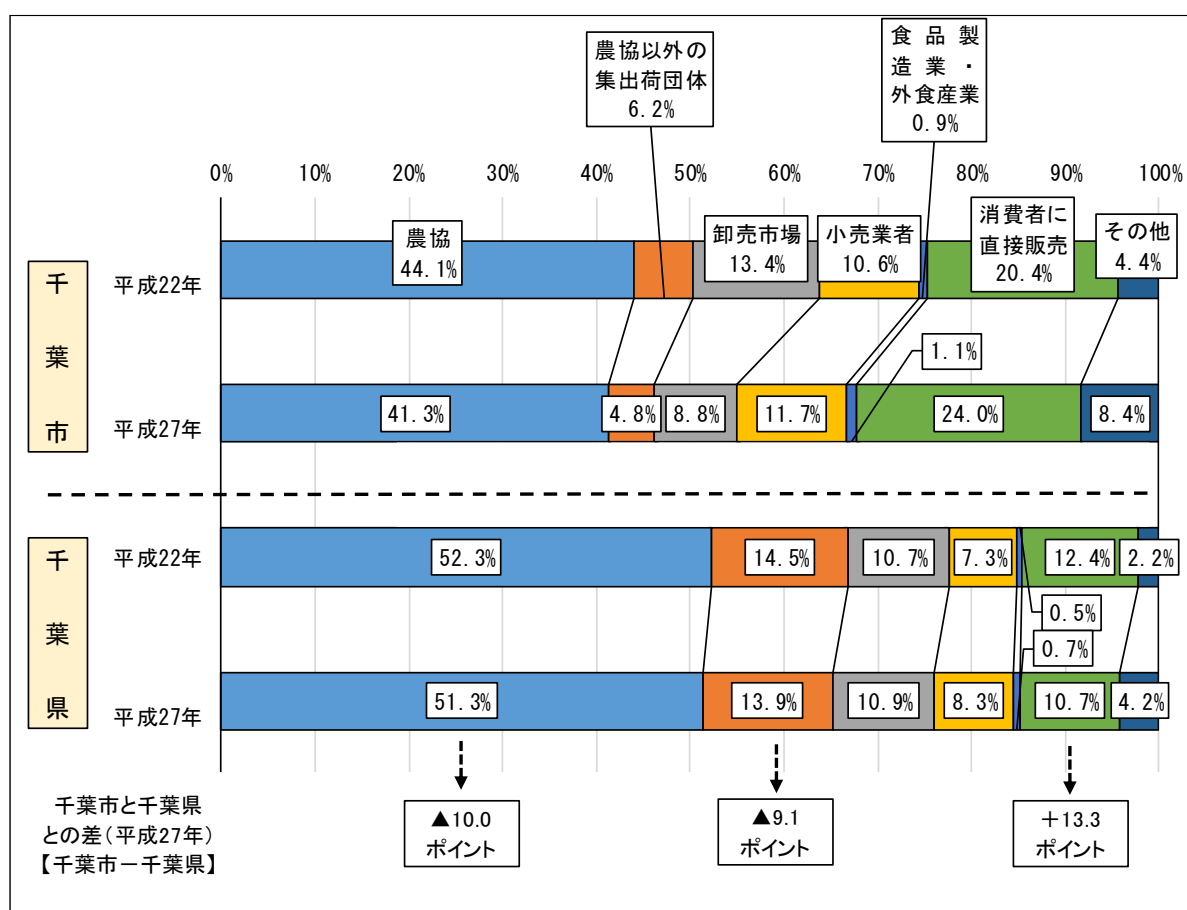 農協以外の
集出荷団体
6.2%
食品製
造業・
外食産業
0.9%
0%
10%
20%
30%
40%
50%
60%
70%
80%
90%
100%
千葉市
平成22年
農協
44.1%
卸売市場
13.4%
小売業者
10.6%
消費者に
直接販売
20.4%
その他
4.4%
1.1%
平成27年
41.3%
4.8%
8.8%
11.7%
24.0%
8.4%
千葉県
平成22年
52.3%
14.5%
10.7%
7.3%
12.4%
2.2%
0.5%
0.7%
平成27年
51.3%
13.9%
10.9%
8.3%
10.7%
4.2%
千葉市と千葉県
との差(平成27年)
【千葉市－千葉県】
▲10.0
ポイント
▲9.1
ポイント
＋13.3
ポイント